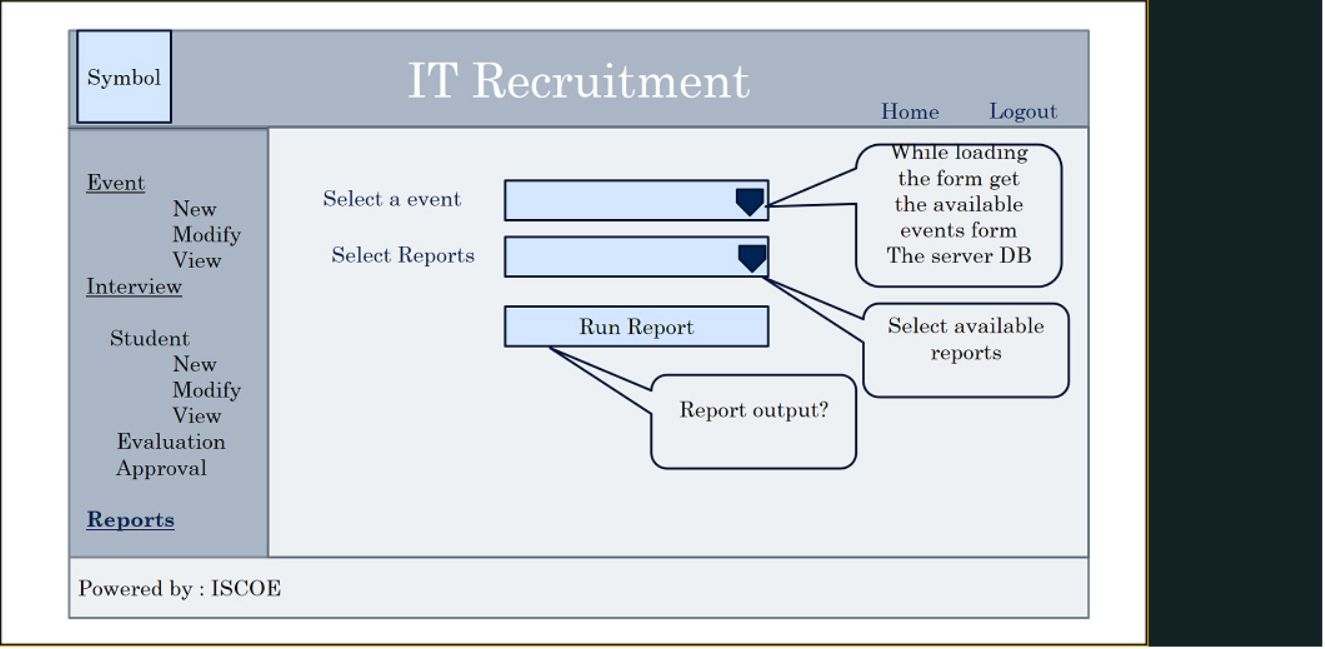 Symbol
IT Recruitment
Home
Logout
Event
New
Modify
View
Interview
Student
New
Modify
View
Evaluation
Approval
Reports
Select a event
Select Reports
Run Report
While loading
the form get
the available
events form
The server DB
Select available
reports
Report output?
Powered by : ISCOE